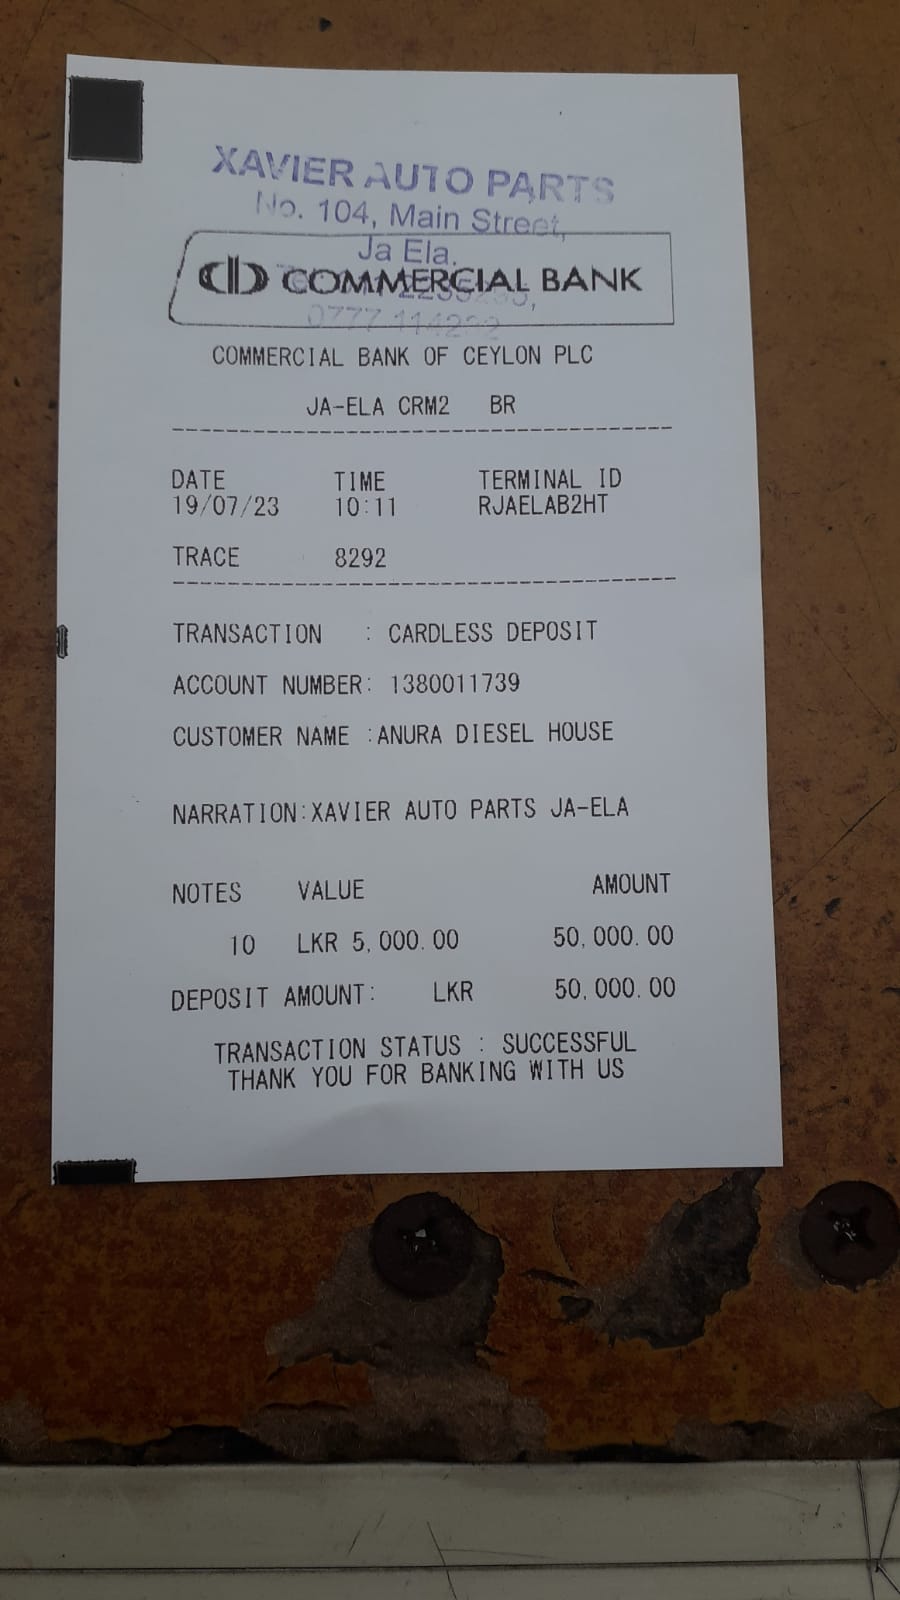 XAVIER AUTO PARTS
No. 104, Main Street,
Ja Ela.
COMMERCIAL BANK
COMMERCIAL BANK OF CEYLON PLC
JA-ELA CRM2 BR
DATE TIME TERMINAL ID
19/07/23 10:11 RJAELAB2HT
TRACE 8292
TRANSACTION : CARDLESS DEPOSIT
ACCOUNT NUMBER: 1380011739
CUSTOMER NAME :ANURA DIESEL HOUSE
NARRATION:XAVIER AUTO PARTS JA-ELA
NOTES VALUE AMOUNT
10 LKR 5,000.00 50,000.00
DEPOSIT AMOUNT: LKR 50,000.00
TRANSACTION STATUS : SUCCESSFUL
THANK YOU FOR BANKING WITH US